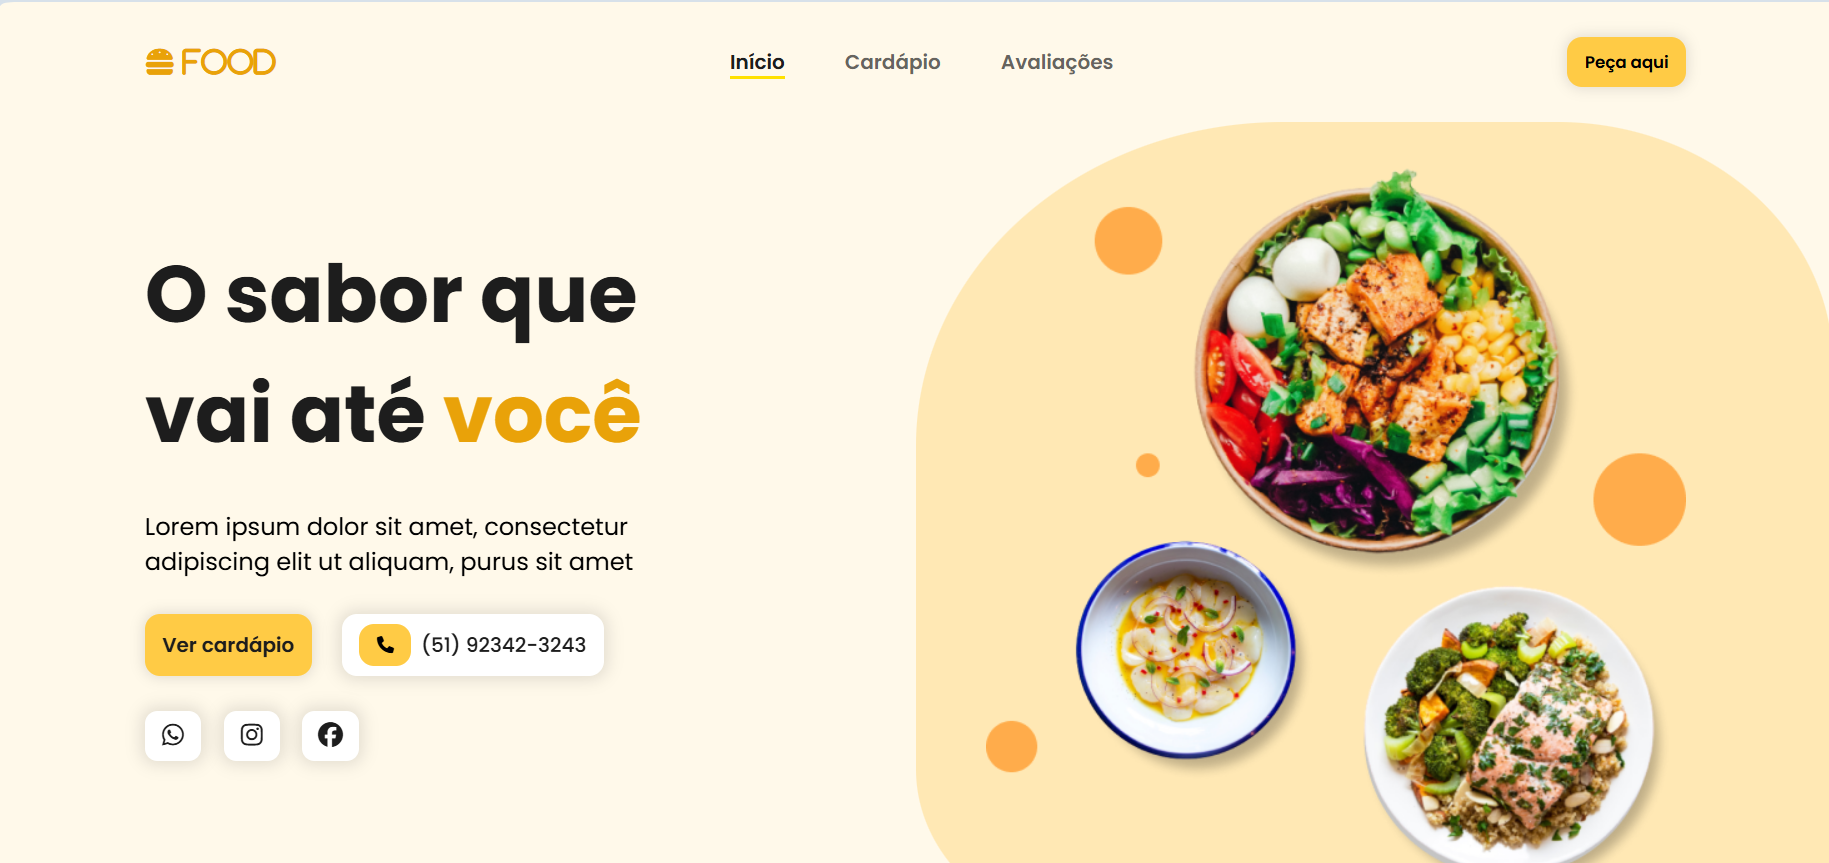 FOOD
Início
Cardápio
Avaliações
Peça aqui
O sabor que
vai até você
Lorem ipsum dolor sit amet, consectetur
adipiscing elit ut aliquam, purus sit amet
Ver cardápio
(51) 92342-3243